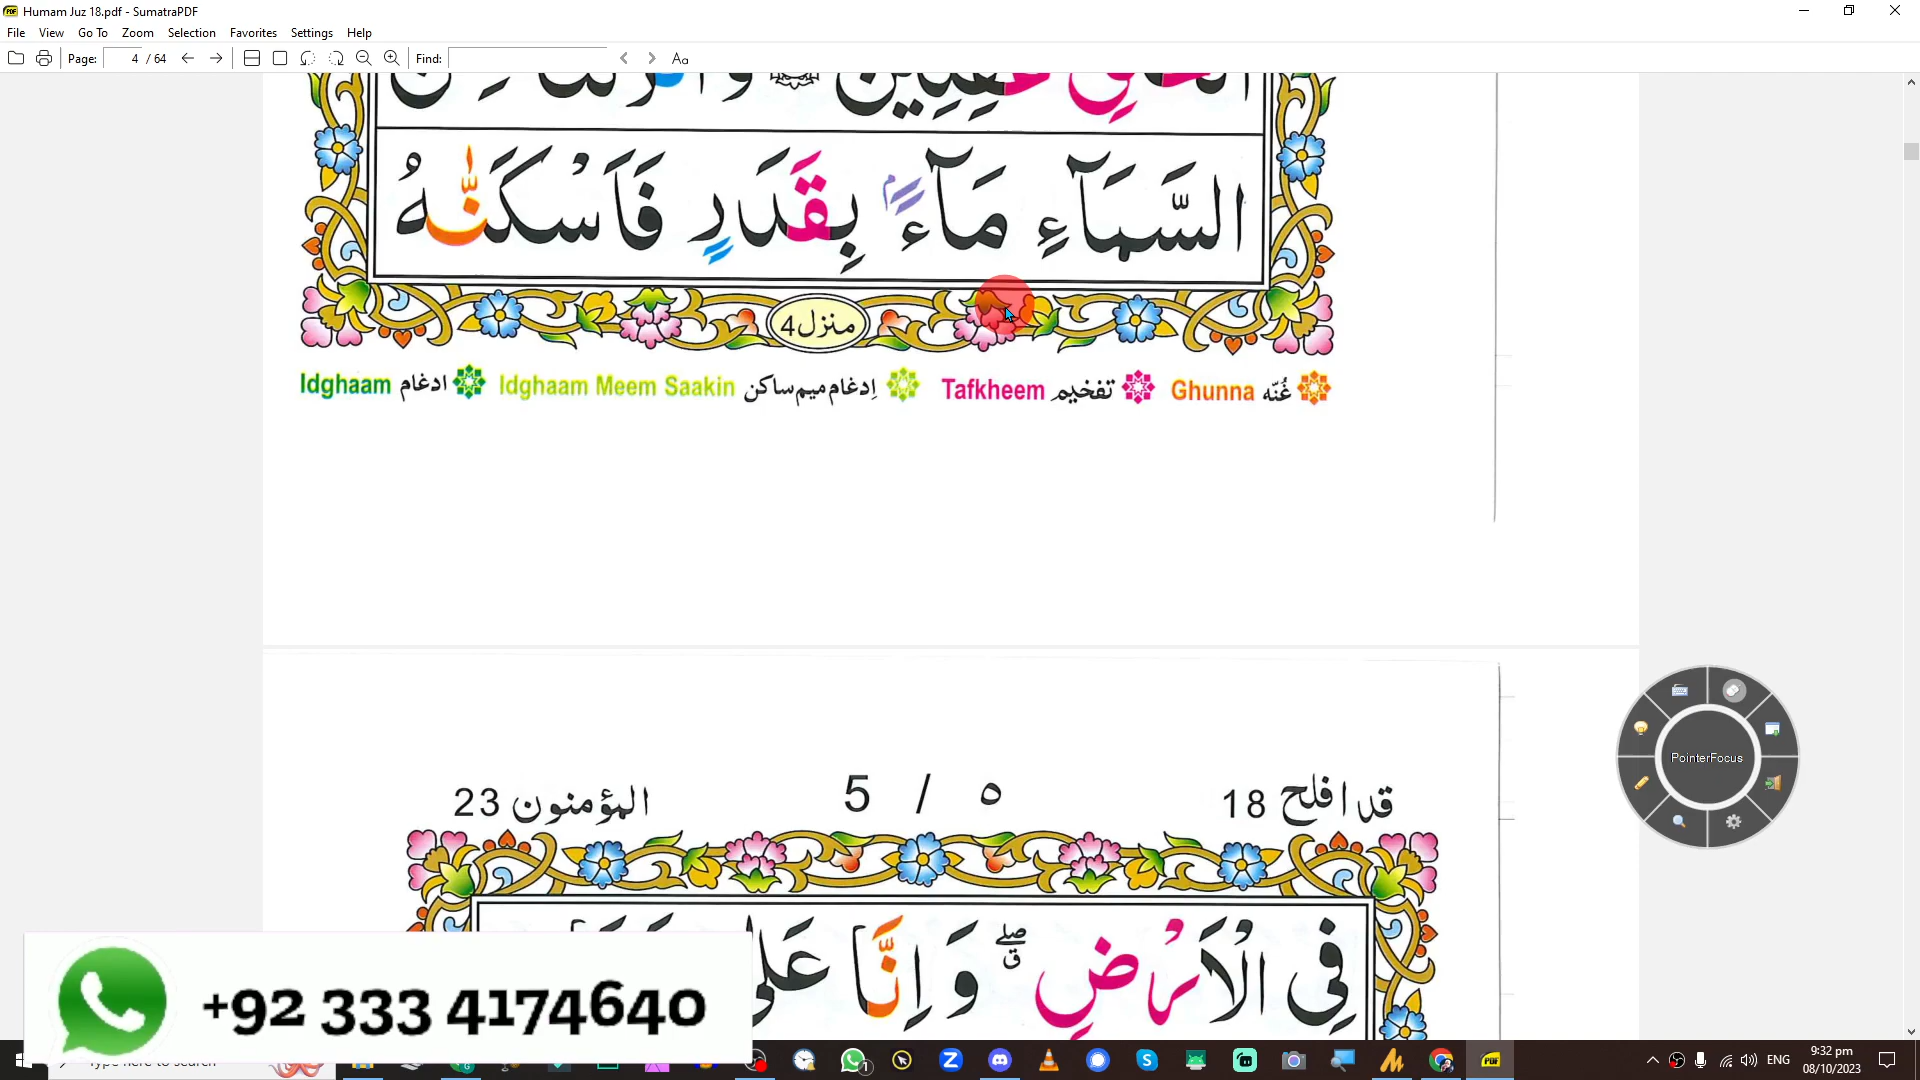 Humam Juz 18.pdf - SumatraPDF
File View Go To Zoom Selection Favorites Settings Help
Page: 4 / 64 Find: Aa
السَّمَآءِ مَآءًۢ بِقَدَرٍ فَاَسْكَنّٰهُ
منزل4
Idghaam ادغام Idghaam Meem Saakin اِدغام میم ساکن Tafkheem تفخیم Ghunna غُنّه
PointerFocus
المؤمنون 23 5 / ٥ قد افلح 18
فِى الْاَرْضِ ۖق وَ اِنَّا عَلٰى
+92 333 4174640
ENG 9:32 pm
08/10/2023